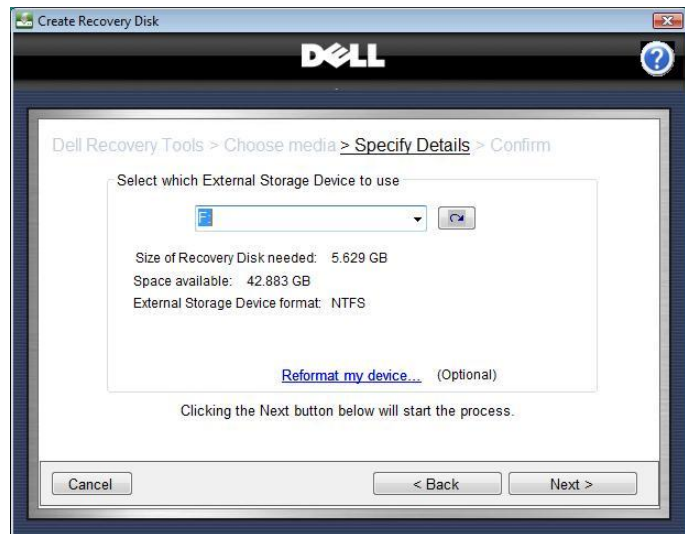 Create Recovery Disk
DELL
?
Dell Recovery Tools > Choose media > Specify Details > Confirm
Select which External Storage Device to use
F:
Size of Recovery Disk needed: 5.629 GB
Space available: 42.883 GB
External Storage Device format: NTFS
Reformat my device... (Optional)
Clicking the Next button below will start the process.
Cancel < Back Next >